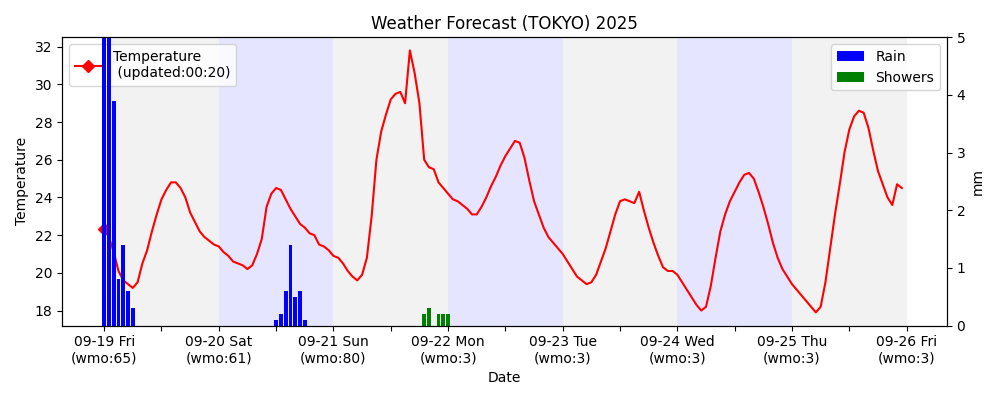 Weather Forecast (TOKYO) 2025
Temperature
(updated:00:20)
Rain
Showers
32
30
28
26
24
22
20
18
Temperature
5
4
3
2
1
0
mm
09-19 Fri
(wmo:65)
09-20 Sat
(wmo:61)
09-21 Sun
(wmo:80)
09-22 Mon
(wmo:3)
09-23 Tue
(wmo:3)
09-24 Wed
(wmo:3)
09-25 Thu
(wmo:3)
09-26 Fri
(wmo:3)
Date